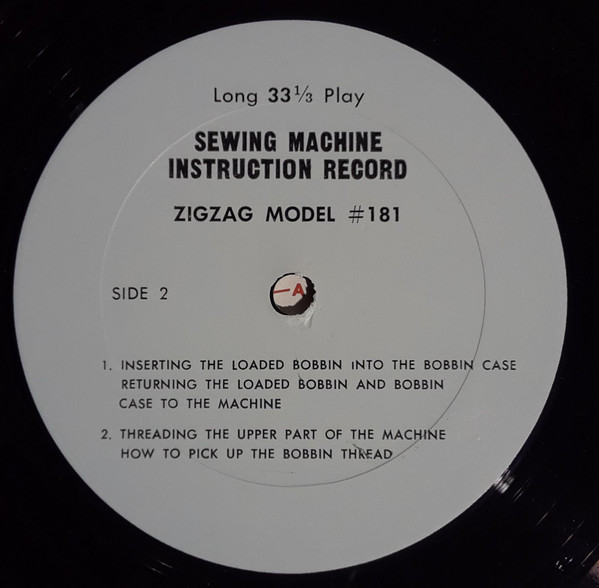 Long 33 1/3 Play
SEWING MACHINE
INSTRUCTION RECORD
ZIGZAG MODEL #181
SIDE 2
A
1. INSERTING THE LOADED BOBBIN INTO THE BOBBIN CASE
RETURNING THE LOADED BOBBIN AND BOBBIN
CASE TO THE MACHINE
2. THREADING THE UPPER PART OF THE MACHINE
HOW TO PICK UP THE BOBBIN THREAD